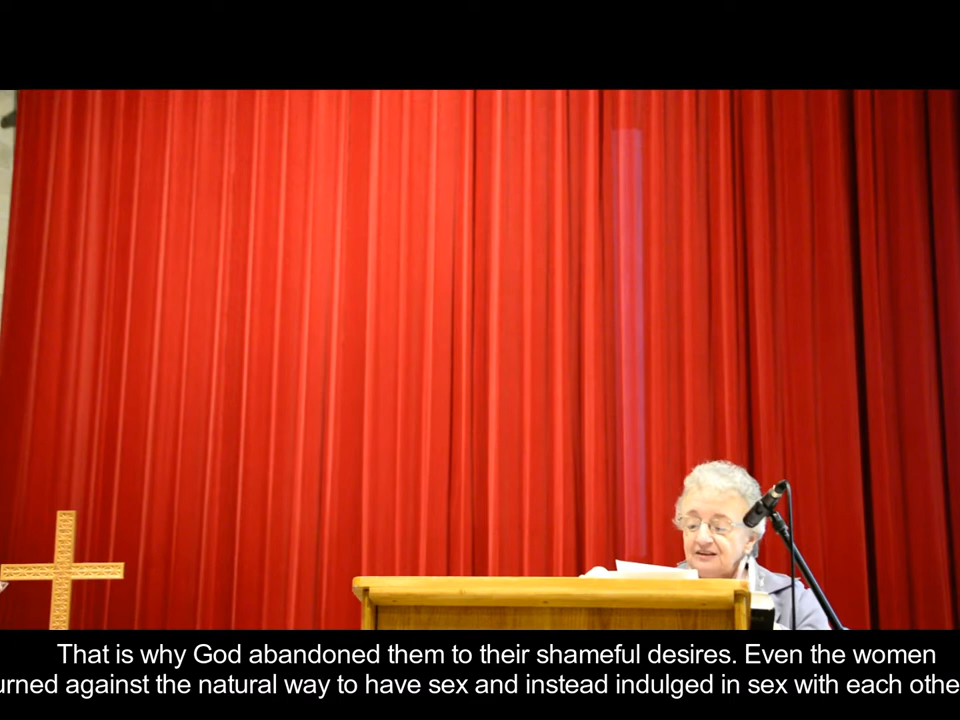 That is why God abandoned them to their shameful desires. Even the women
urned against the natural way to have sex and instead indulged in sex with each othe